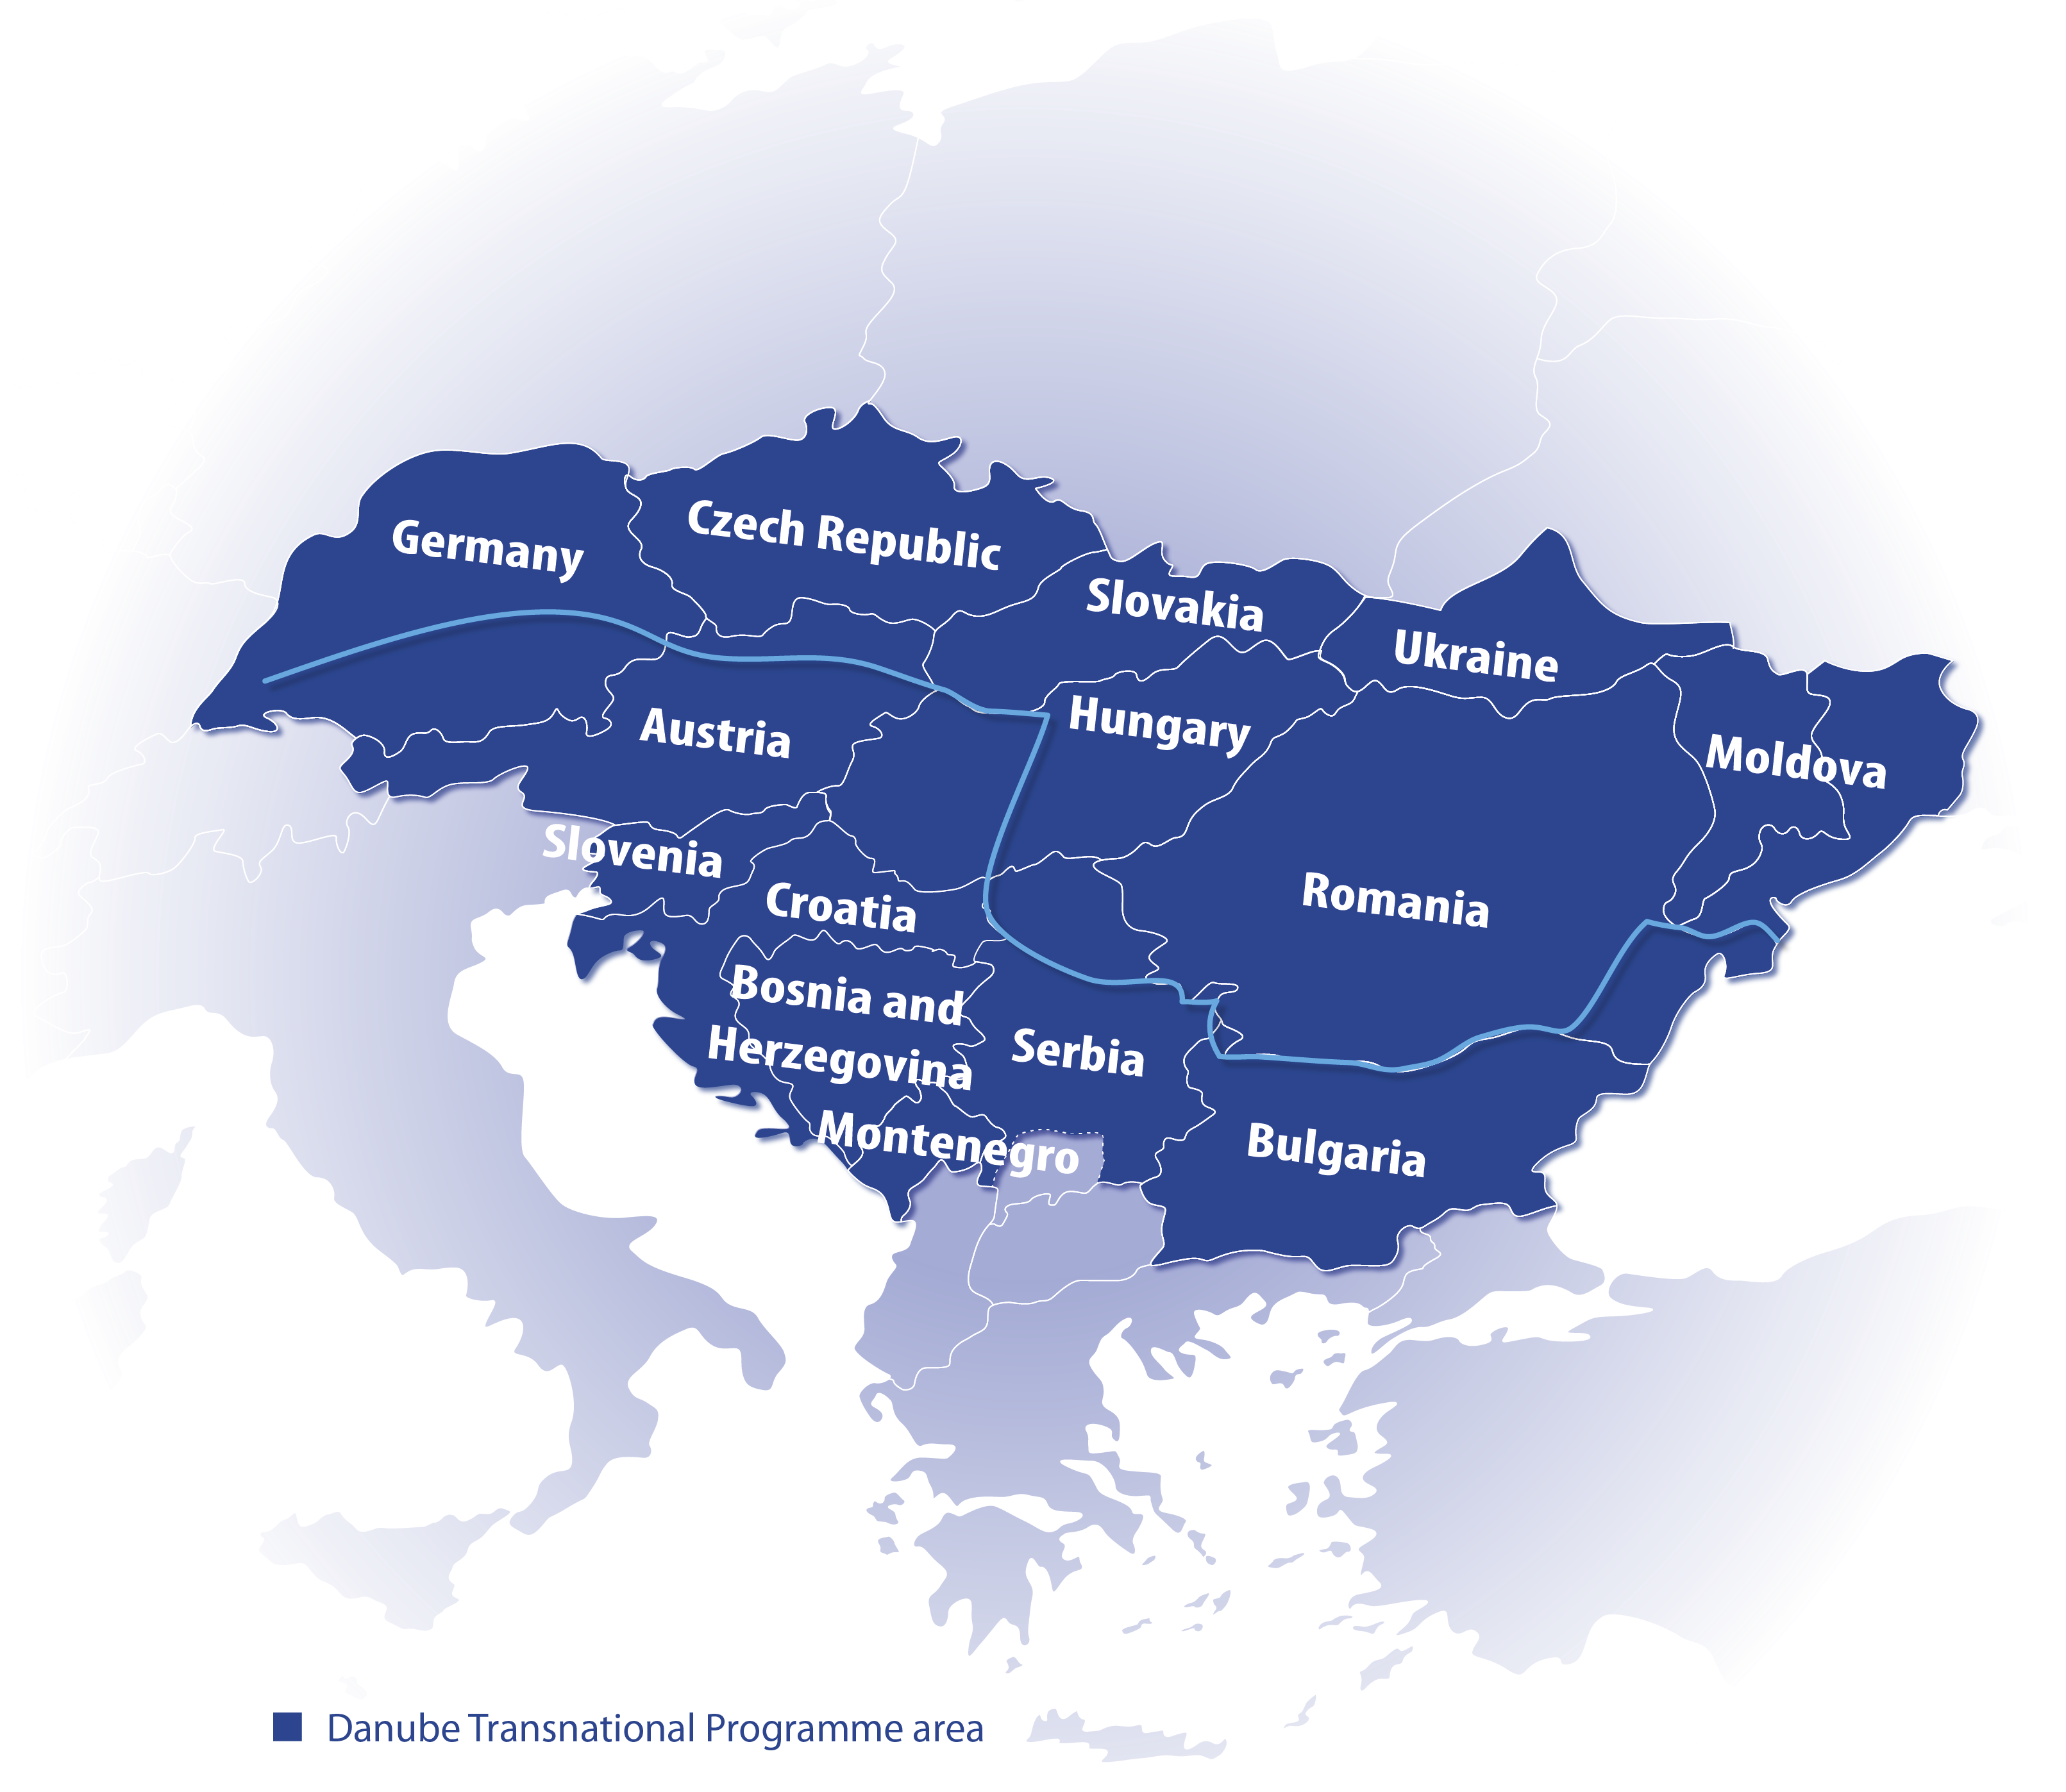 Germany
Czech Republic
Slovakia
Ukraine
Austria
Hungary
Moldova
Slovenia
Croatia
Romania
Bosnia and
Herzegovina
Serbia
Montenegro
Bulgaria
Danube Transnational Programme area